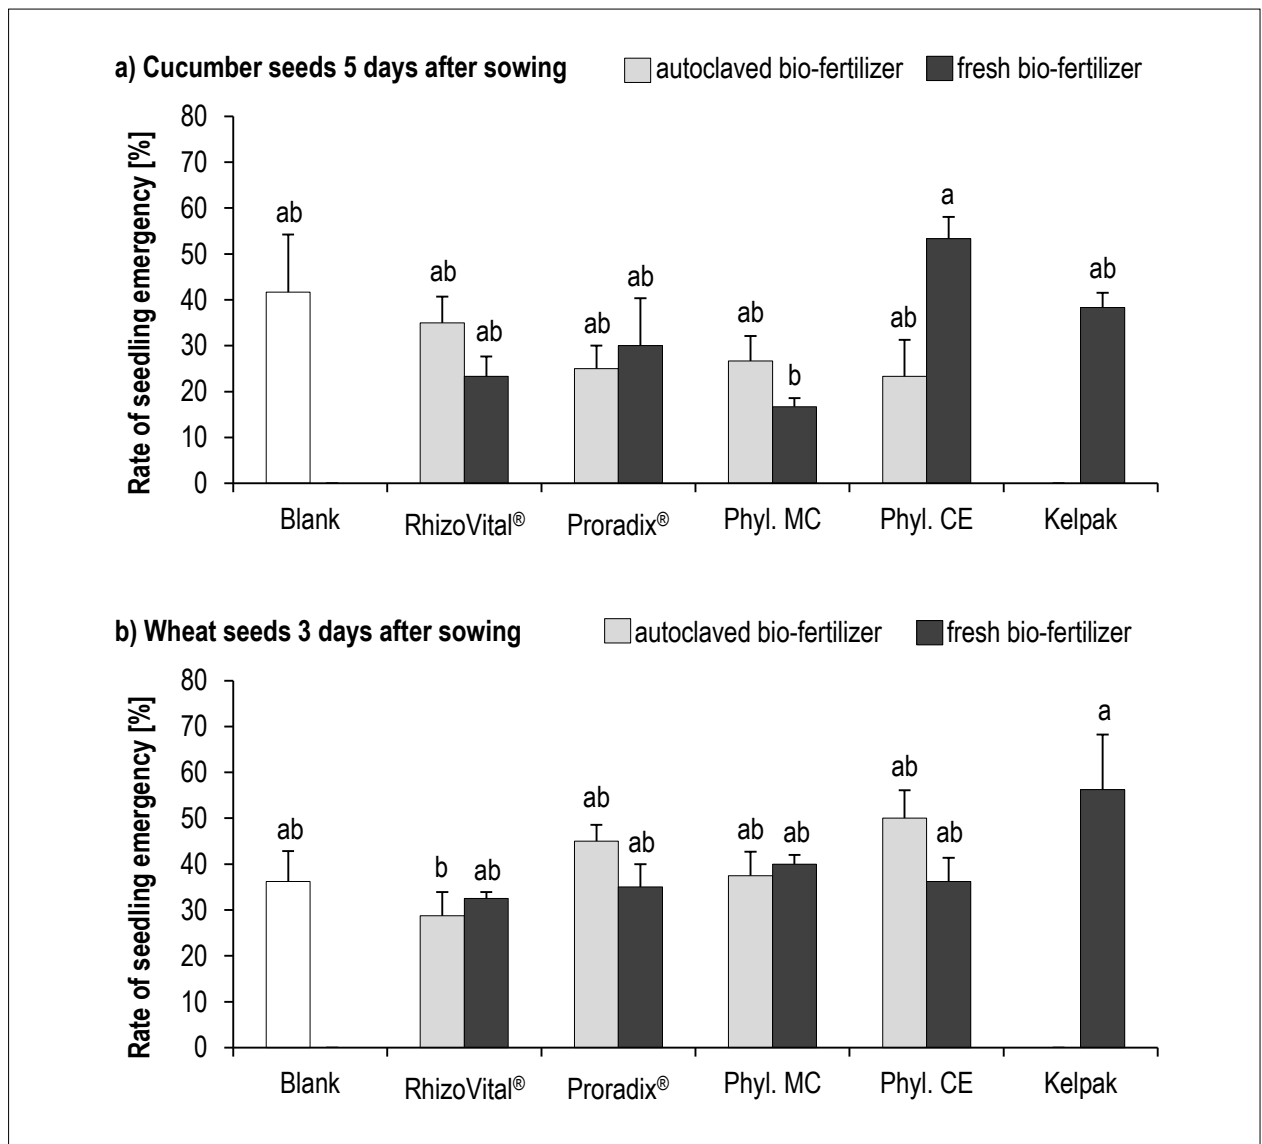 a) Cucumber seeds 5 days after sowing autoclaved bio-fertilizer fresh bio-fertilizer
Rate of seedling emergency [%]
80
70
60
50
40
30
20
10
0
ab
ab
ab
ab
ab
ab
b
ab
a
ab
Blank RhizoVital® Proradix® Phyl. MC Phyl. CE Kelpak
b) Wheat seeds 3 days after sowing autoclaved bio-fertilizer fresh bio-fertilizer
Rate of seedling emergency [%]
80
70
60
50
40
30
20
10
0
ab
b
ab
ab
ab
ab
ab
ab
ab
a
Blank RhizoVital® Proradix® Phyl. MC Phyl. CE Kelpak